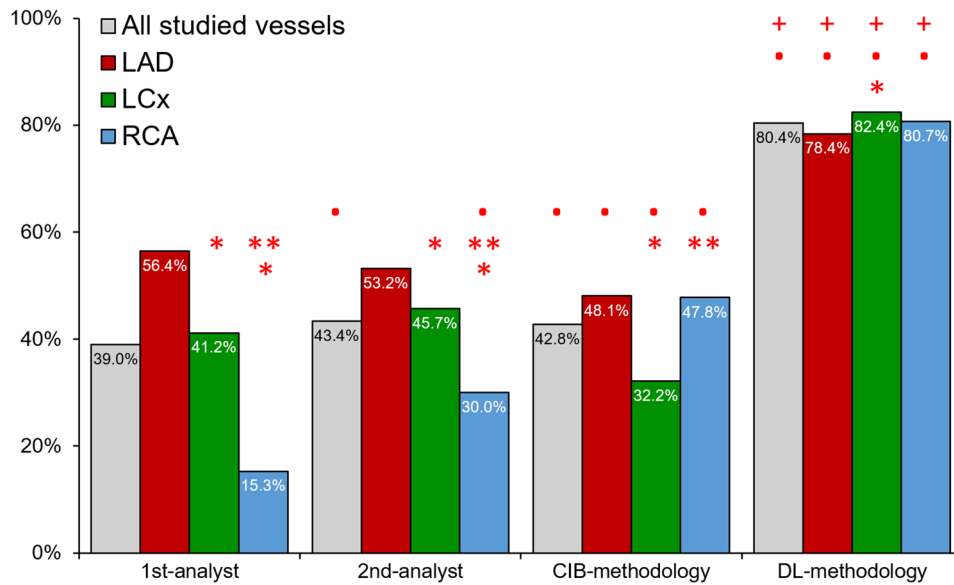 100%
80%
60%
40%
20%
0%
All studied vessels
LAD
LCx
RCA
+ + + +
• • • •
*
80.4% 78.4% 82.4% 80.7%
• • • • • •
* ** * ** * **
* *
39.0% 56.4% 41.2% 15.3%
43.4% 53.2% 45.7% 30.0%
42.8% 48.1% 32.2% 47.8%
1st-analyst 2nd-analyst CIB-methodology DL-methodology